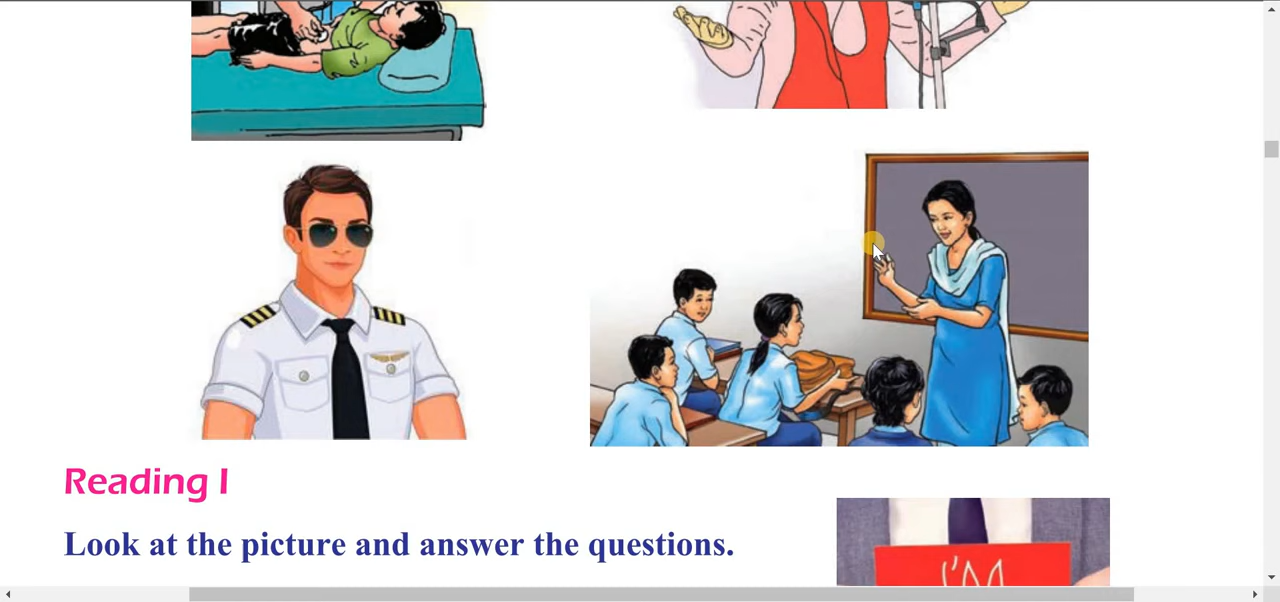 Reading I
Look at the picture and answer the questions.
I'M